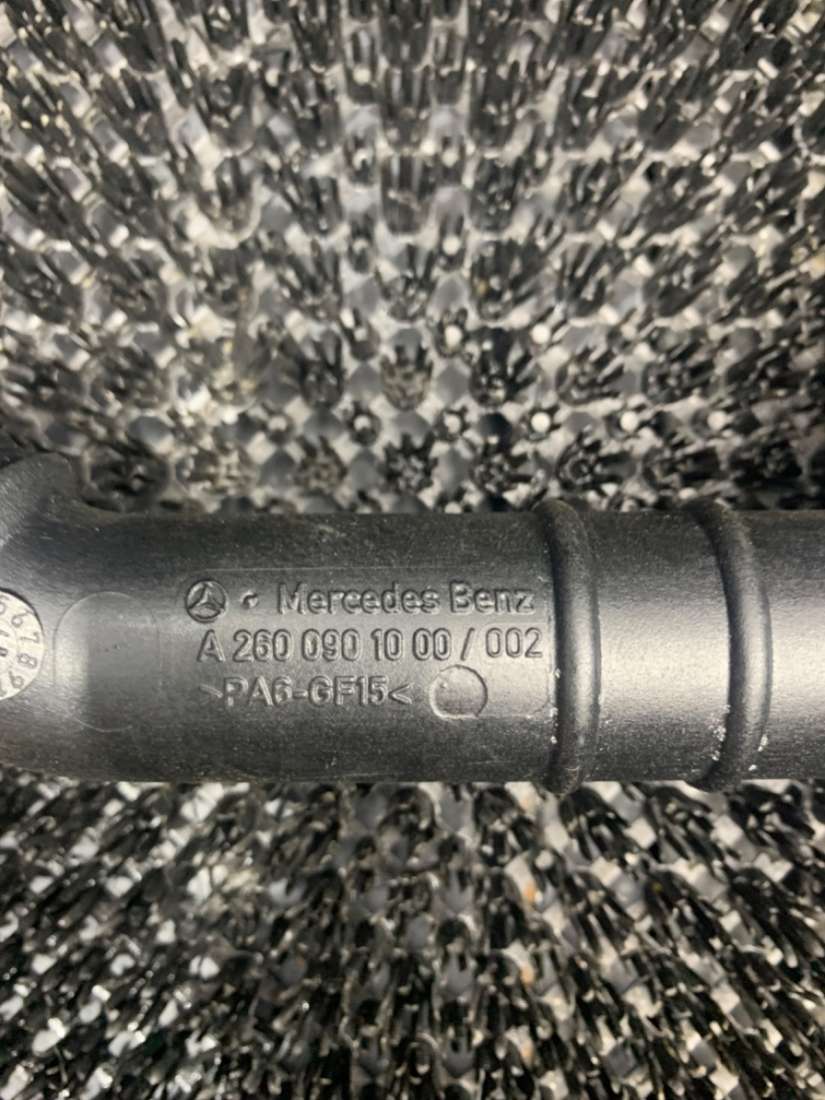 Mercedes Benz
A 260 090 10 00 / 002
>PA6-GF15<